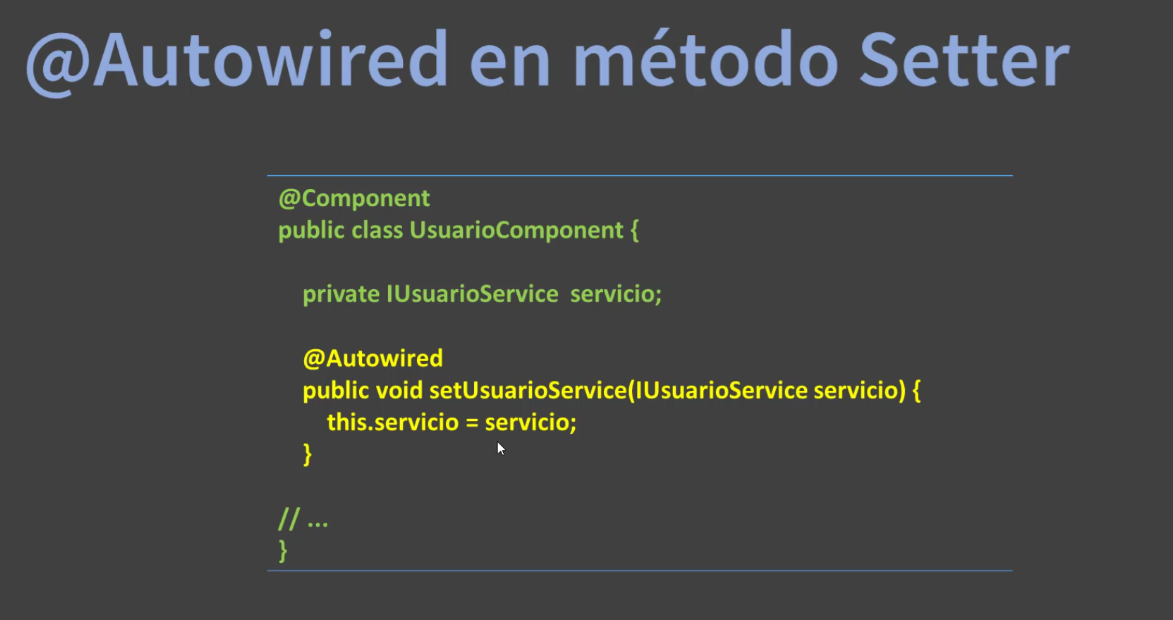 @Autowired en método Setter
@Component
public class UsuarioComponent {
private IUsuarioService servicio;
@Autowired
public void setUsuarioService(IUsuarioService servicio) {
this.servicio = servicio;
}
// ...
}